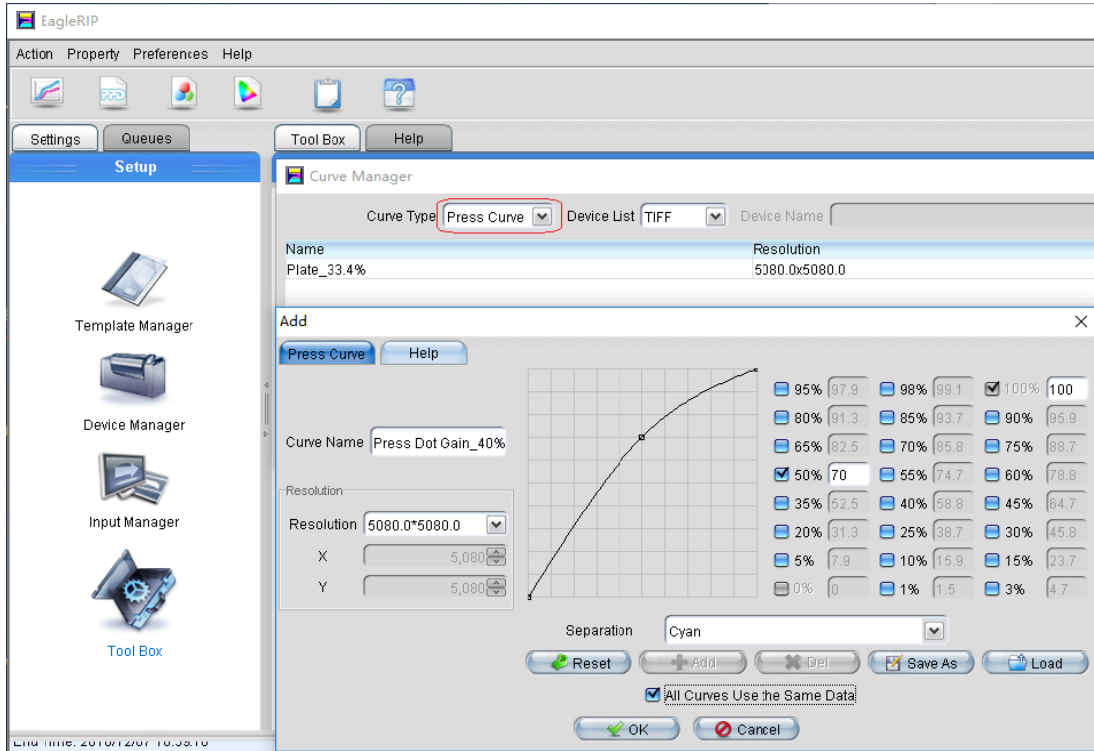 EagleRIP
Action Property Preferences Help
Settings Queues Tool Box Help
Setup
Curve Manager
Curve Type Press Curve Device List TIFF Device Name
Name Resolution
Plate_33.4% 5080.0x5080.0
Template Manager
Device Manager
Input Manager
Tool Box
Add
Press Curve Help
Curve Name Press Dot Gain_40%
Resolution
Resolution 5080.0*5080.0
X 5,080
Y 5,080
95% 97.9 98% 99.1 100% 100
80% 91.3 85% 93.7 90% 95.9
65% 82.5 70% 85.8 75% 88.7
50% 70 55% 74.7 60% 78.8
35% 52.5 40% 58.8 45% 64.7
20% 31.3 25% 38.7 30% 45.8
5% 7.9 10% 15.9 15% 23.7
0% 0 1% 1.5 3% 4.7
Separation Cyan
Reset Add Del Save As Load
All Curves Use the Same Data
OK Cancel
End Time: